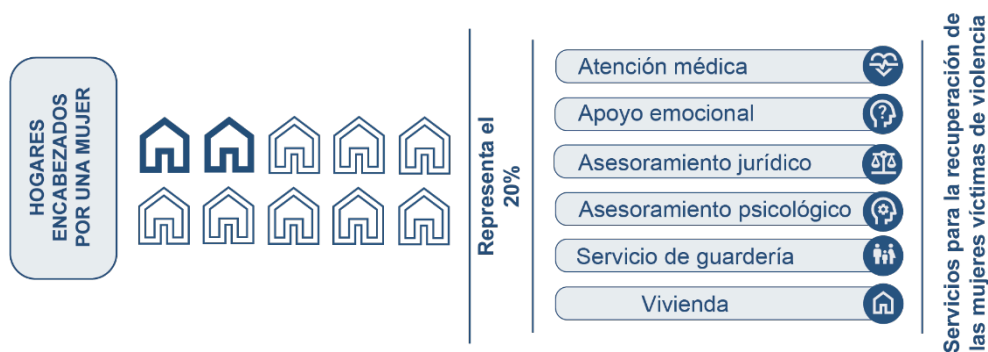 HOGARES
ENCABEZADOS
POR UNA MUJER
Representa el
20%
Atención médica
Apoyo emocional
Asesoramiento jurídico
Asesoramiento psicológico
Servicio de guardería
Vivienda
Servicios para la recuperación de
las mujeres víctimas de violencia